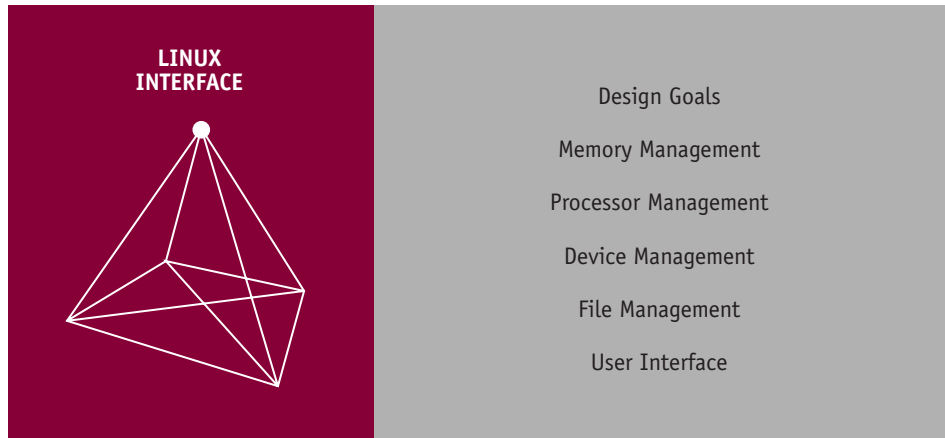 LINUX
INTERFACE
Design Goals
Memory Management
Processor Management
Device Management
File Management
User Interface